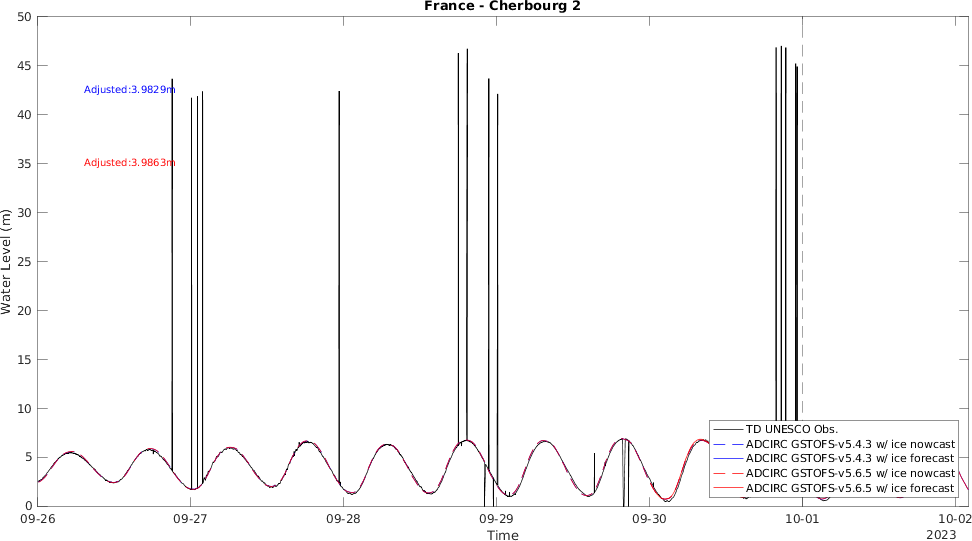 France - Cherbourg 2
50
45
40
35
30
25
20
15
10
5
0
Water Level (m)
Adjusted:3.9829m
Adjusted:3.9863m
TD UNESCO Obs.
ADCIRC GSTOFS-v5.4.3 w/ ice nowcast
ADCIRC GSTOFS-v5.4.3 w/ ice forecast
ADCIRC GSTOFS-v5.6.5 w/ ice nowcast
ADCIRC GSTOFS-v5.6.5 w/ ice forecast
09-26 09-27 09-28 09-29 09-30 10-01 10-02
Time
2023